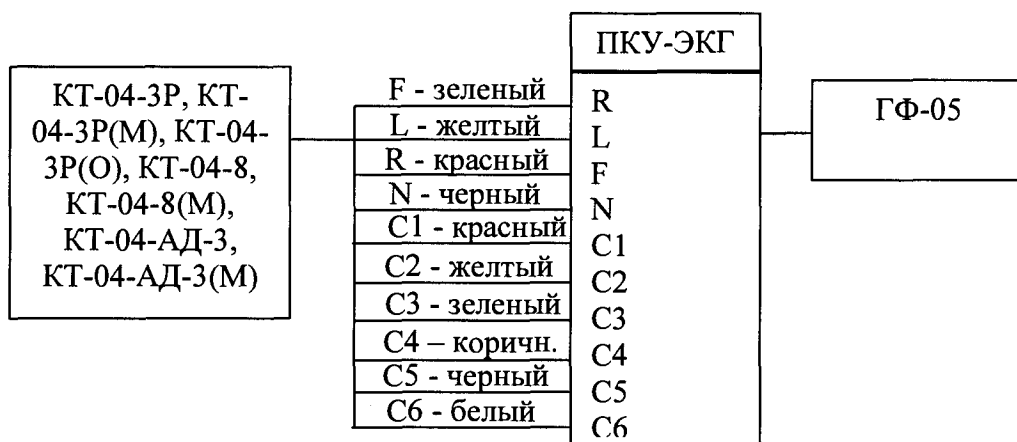 КТ-04-3Р, КТ-
04-3Р(М), КТ-04-
3Р(О), КТ-04-8,
КТ-04-8(М),
КТ-04-АД-3,
КТ-04-АД-3(М)
F - зеленый
L - желтый
R - красный
N - черный
C1 - красный
C2 - желтый
C3 - зеленый
C4 – коричн.
C5 - черный
C6 - белый
ПКУ-ЭКГ
R
L
F
N
C1
C2
C3
C4
C5
C6
ГФ-05